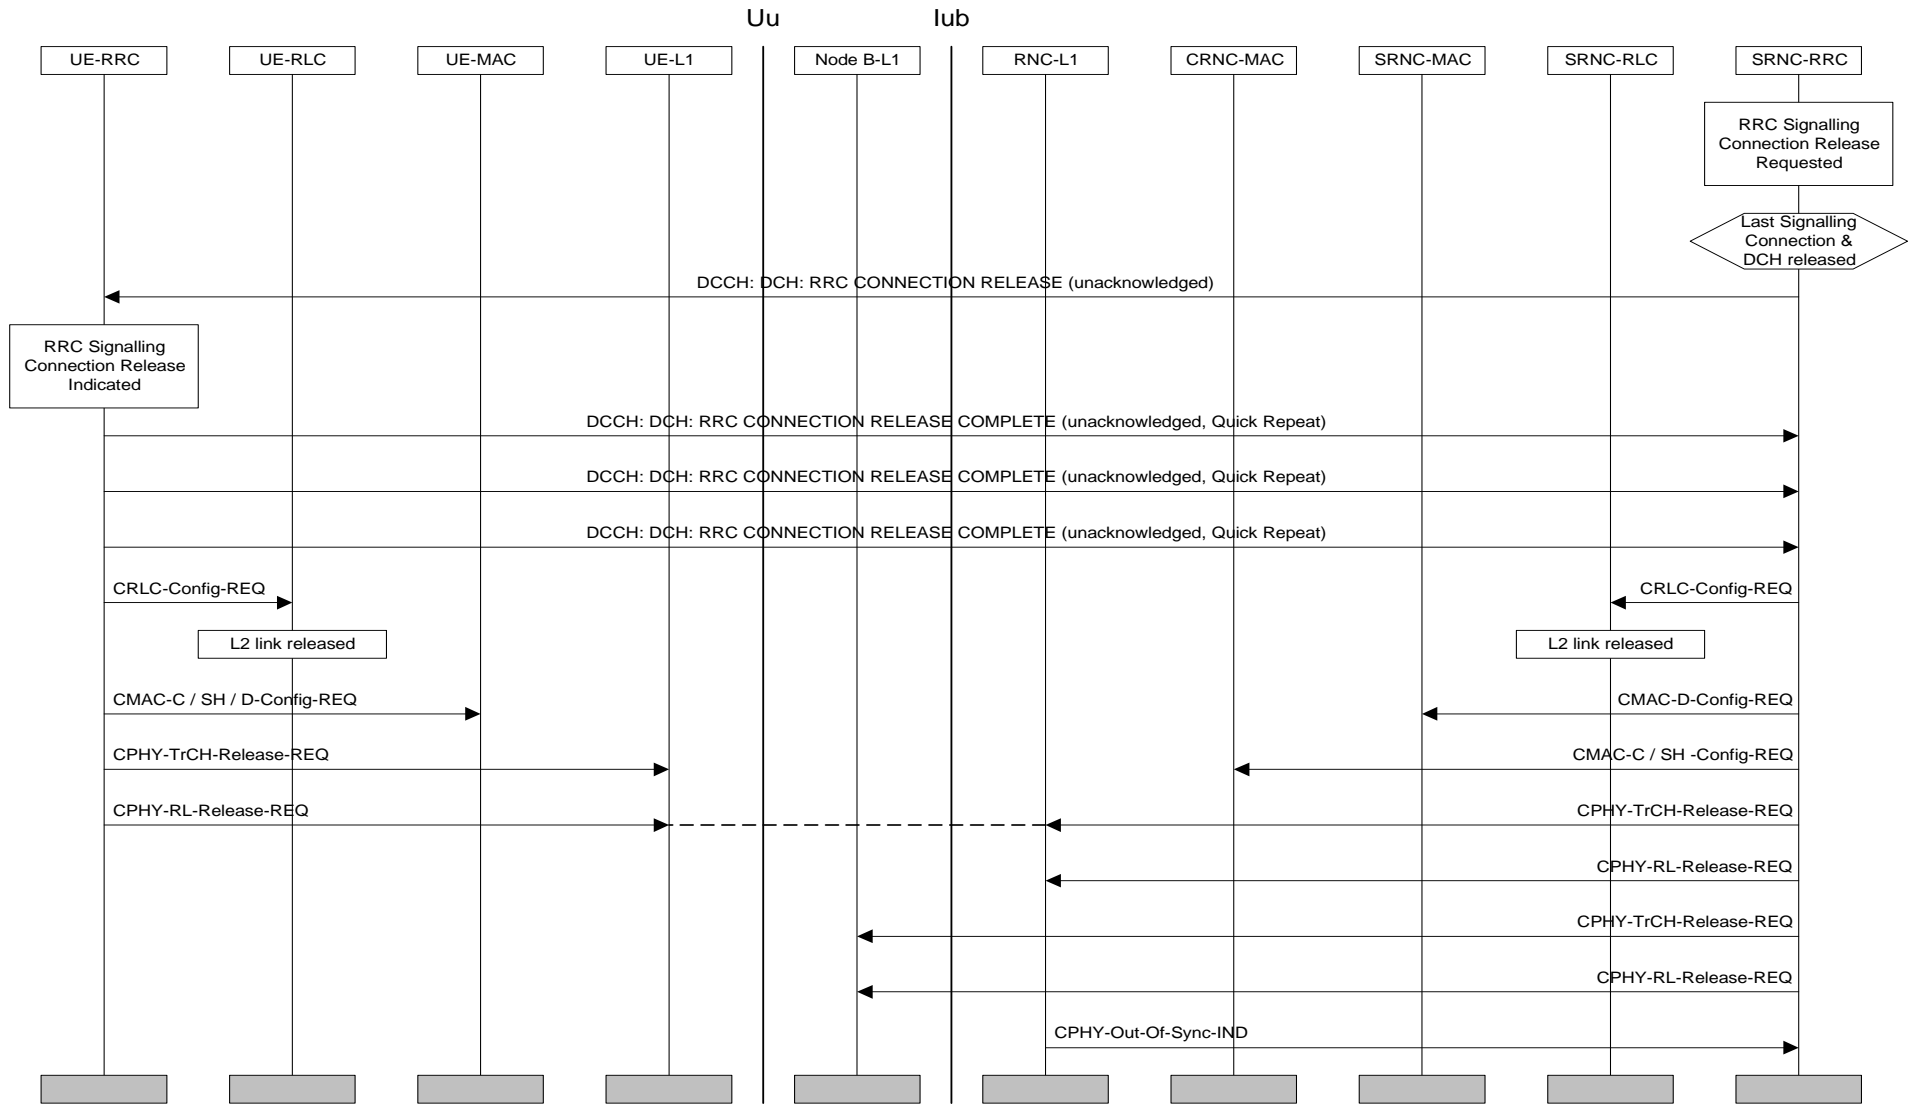 Uu
Iub
UE-RRC
UE-RLC
UE-MAC
UE-L1
Node B-L1
RNC-L1
CRNC-MAC
SRNC-MAC
SRNC-RLC
SRNC-RRC
RRC Signalling
Connection Release
Requested
Last Signalling
Connection &
DCH released
DCCH: DCH: RRC CONNECTION RELEASE (unacknowledged)
RRC Signalling
Connection Release
Indicated
DCCH: DCH: RRC CONNECTION RELEASE COMPLETE (unacknowledged, Quick Repeat)
DCCH: DCH: RRC CONNECTION RELEASE COMPLETE (unacknowledged, Quick Repeat)
DCCH: DCH: RRC CONNECTION RELEASE COMPLETE (unacknowledged, Quick Repeat)
CRLC-Config-REQ
CRLC-Config-REQ
L2 link released
L2 link released
CMAC-C / SH / D-Config-REQ
CMAC-D-Config-REQ
CPHY-TrCH-Release-REQ
CMAC-C / SH -Config-REQ
CPHY-RL-Release-REQ
CPHY-TrCH-Release-REQ
CPHY-RL-Release-REQ
CPHY-TrCH-Release-REQ
CPHY-RL-Release-REQ
CPHY-Out-Of-Sync-IND